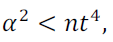 α² < nt⁴,